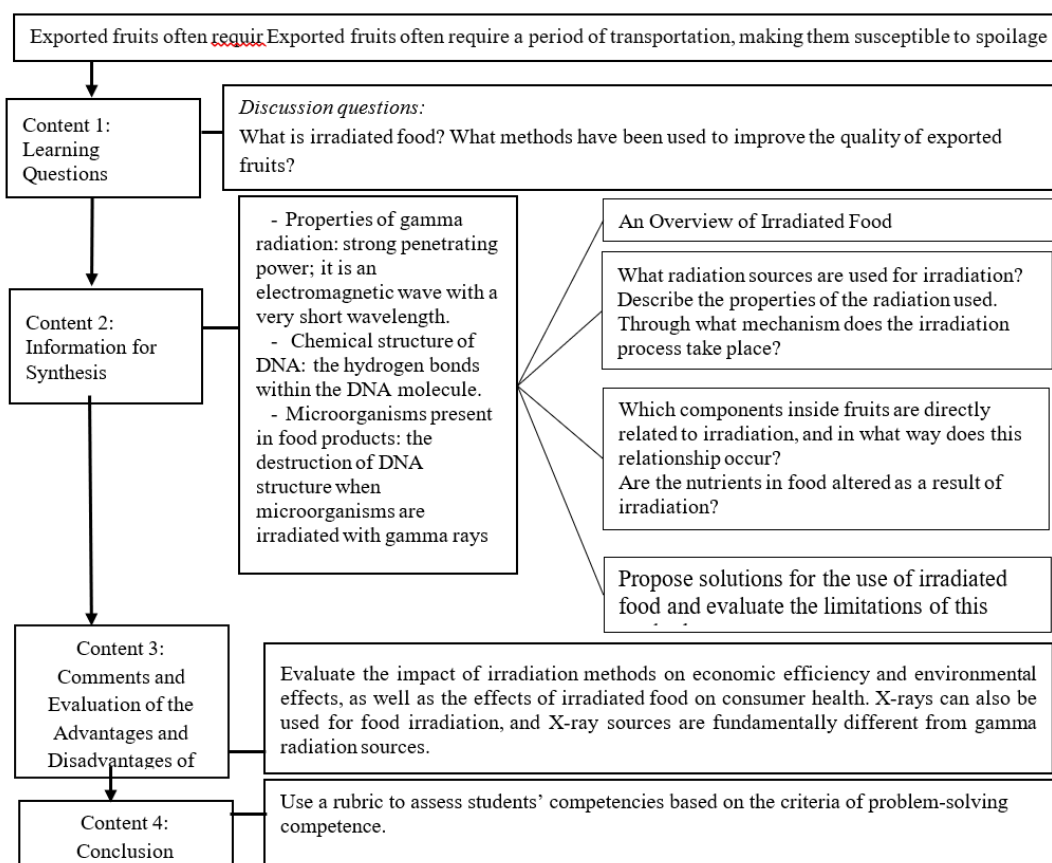 Exported fruits often requir Exported fruits often require a period of transportation, making them susceptible to spoilage
Content 1:
Learning
Questions
Discussion questions:
What is irradiated food? What methods have been used to improve the quality of exported
fruits?
Content 2:
Information for
Synthesis
- Properties of gamma
radiation: strong penetrating
power; it is an
electromagnetic wave with a
very short wavelength.
- Chemical structure of
DNA: the hydrogen bonds
within the DNA molecule.
- Microorganisms present
in food products: the
destruction of DNA
structure when
microorganisms are
irradiated with gamma rays
An Overview of Irradiated Food
What radiation sources are used for irradiation?
Describe the properties of the radiation used.
Through what mechanism does the irradiation
process take place?
Which components inside fruits are directly
related to irradiation, and in what way does this
relationship occur?
Are the nutrients in food altered as a result of
irradiation?
Propose solutions for the use of irradiated
food and evaluate the limitations of this
Content 3:
Comments and
Evaluation of the
Advantages and
Disadvantages of
Evaluate the impact of irradiation methods on economic efficiency and environmental
effects, as well as the effects of irradiated food on consumer health. X-rays can also be
used for food irradiation, and X-ray sources are fundamentally different from gamma
radiation sources.
Content 4:
Conclusion
Use a rubric to assess students’ competencies based on the criteria of problem-solving
competence.